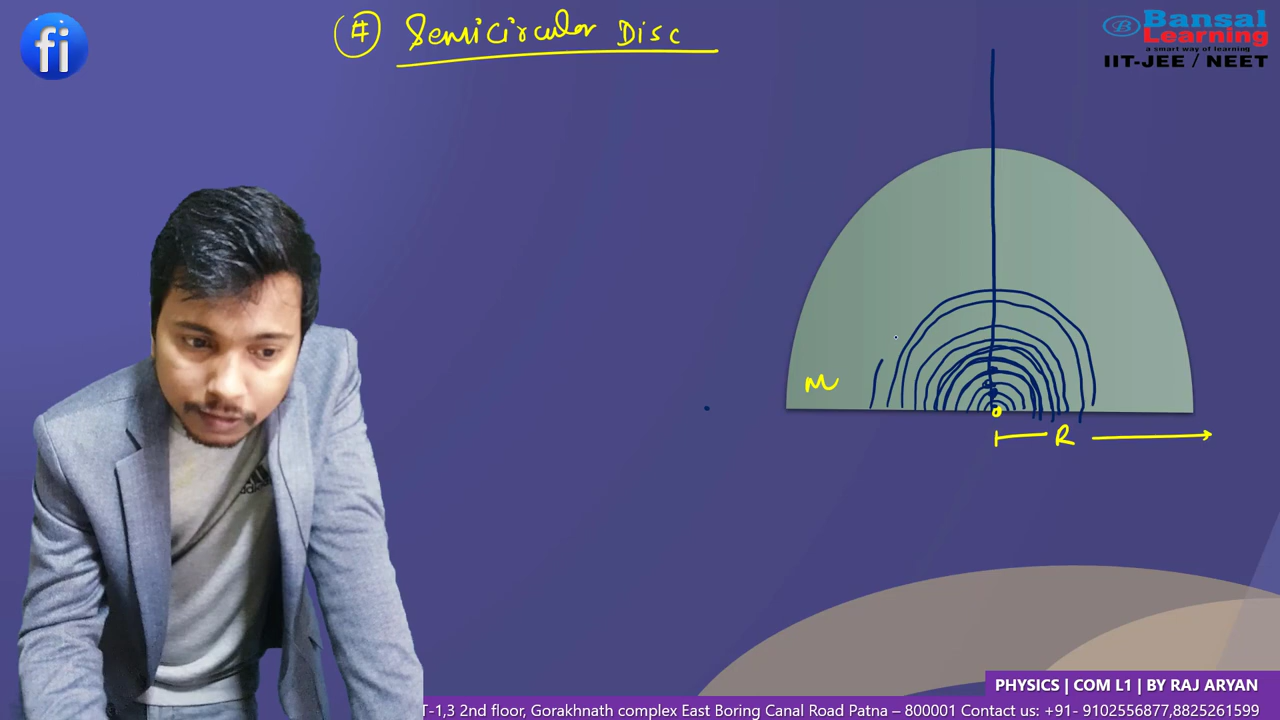 fi
(#) Semicircular Disc
B Bansal
Learning
a smart way of learning
IIT-JEE / NEET
M
o
R
PHYSICS | COM L1 | BY RAJ ARYAN
T-1,3 2nd floor, Gorakhnath complex East Boring Canal Road Patna – 800001 Contact us: +91- 9102556877,8825261599